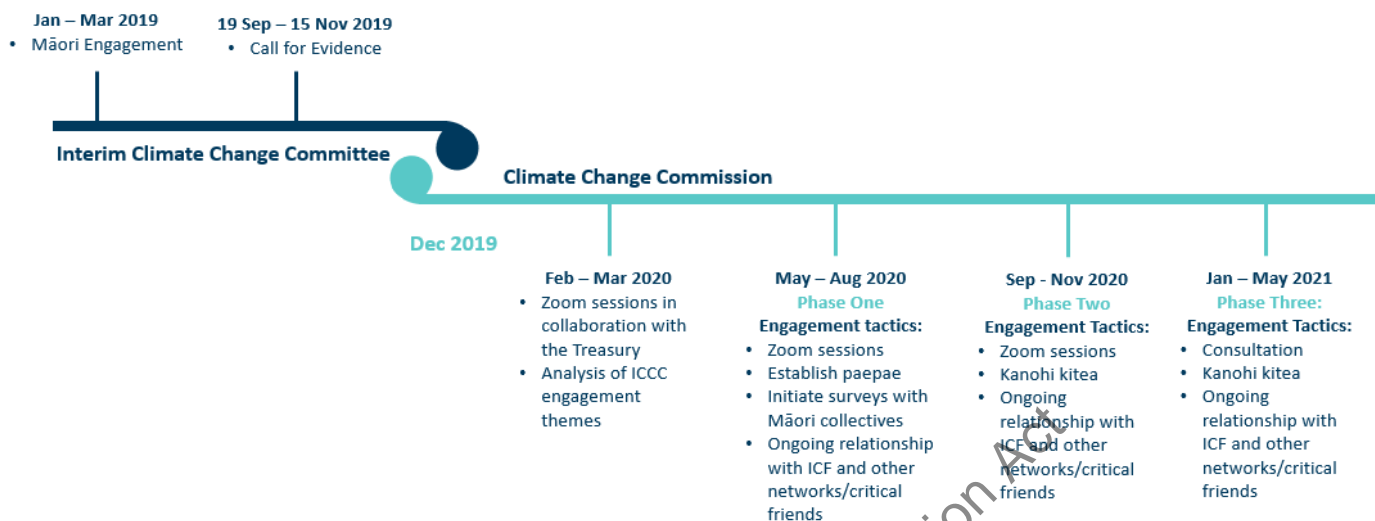 Jan – Mar 2019
• Māori Engagement
19 Sep – 15 Nov 2019
• Call for Evidence
Interim Climate Change Committee
Climate Change Commission
Dec 2019
Feb – Mar 2020
• Zoom sessions in
collaboration with
the Treasury
• Analysis of ICCC
engagement
themes
May – Aug 2020
Phase One
Engagement tactics:
• Zoom sessions
• Establish paepae
• Initiate surveys with
Māori collectives
• Ongoing relationship
with ICF and other
networks/critical
friends
Sep - Nov 2020
Phase Two
Engagement Tactics:
• Zoom sessions
• Kanohi kitea
• Ongoing
relationship with
ICF and other
networks/critical
friends
Jan – May 2021
Phase Three:
Engagement Tactics:
• Consultation
• Kanohi kitea
• Ongoing
relationship with
ICF and other
networks/critical
friends
ion Act